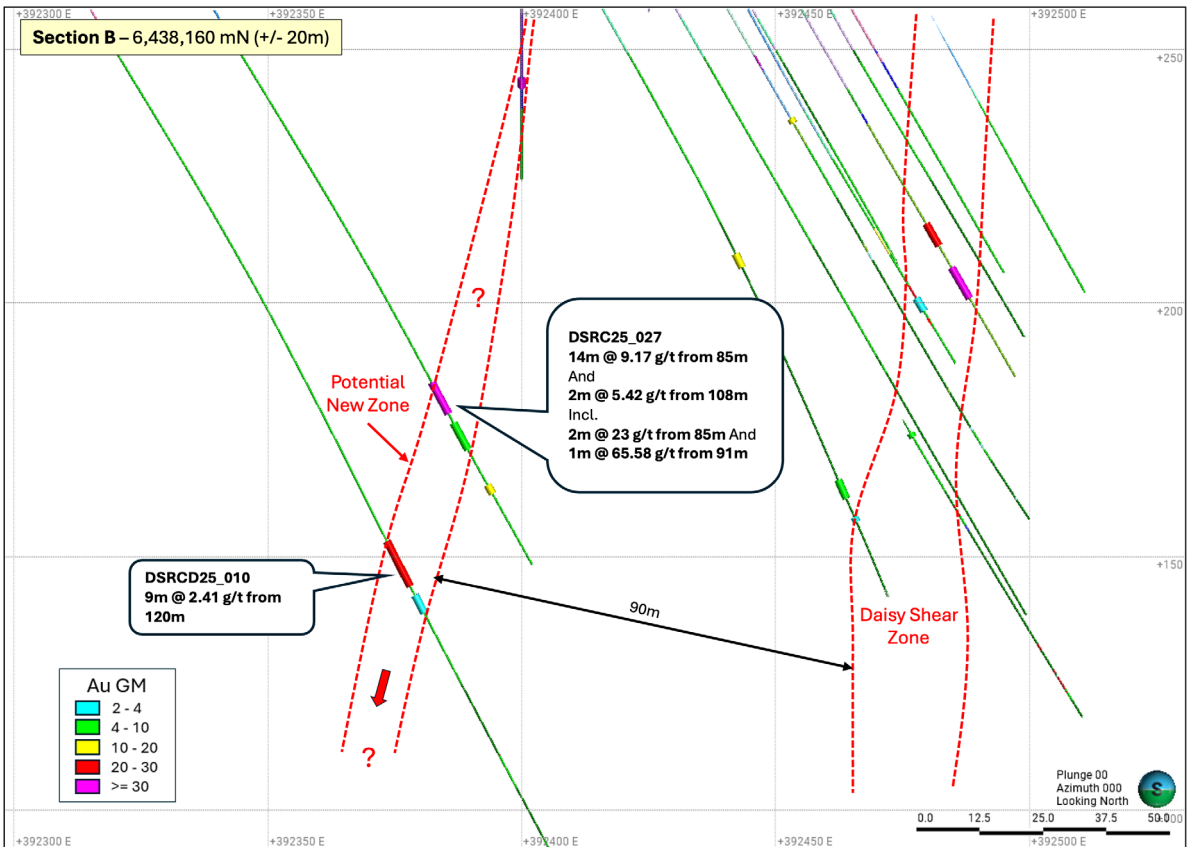 +392300 E
+392350 E
+392400 E
+392450 E
+392500 E
Section B – 6,438,160 mN (+/- 20m)
+250
+200
?
DSRC25_027
14m @ 9.17 g/t from 85m
And
2m @ 5.42 g/t from 108m
Incl.
2m @ 23 g/t from 85m And
1m @ 65.58 g/t from 91m
Potential
New Zone
+150
DSRCD25_010
9m @ 2.41 g/t from
120m
90m
Daisy Shear
Zone
Au GM
2 - 4
4 - 10
10 - 20
20 - 30
>= 30
?
Plunge 00
Azimuth 000
Looking North
S
0.0
12.5
25.0
37.5
50.0
+392300 E
+392350 E
+392400 E
+392450 E
+392500 E